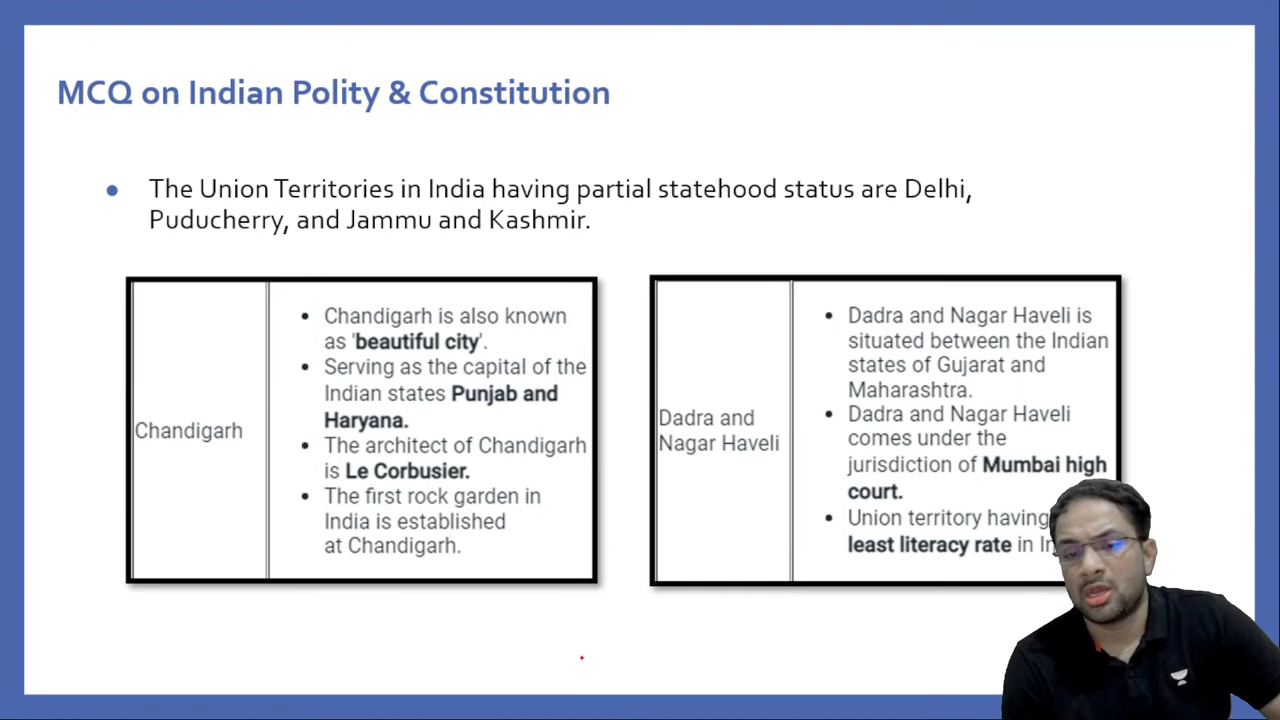 MCQ on Indian Polity & Constitution
• The Union Territories in India having partial statehood status are Delhi,
Puducherry, and Jammu and Kashmir.
Chandigarh
• Chandigarh is also known
as 'beautiful city'.
• Serving as the capital of the
Indian states Punjab and
Haryana.
• The architect of Chandigarh
is Le Corbusier.
• The first rock garden in
India is established
at Chandigarh.
Dadra and
Nagar Haveli
• Dadra and Nagar Haveli is
situated between the Indian
states of Gujarat and
Maharashtra.
• Dadra and Nagar Haveli
comes under the
jurisdiction of Mumbai high
court.
• Union territory having
least literacy rate in